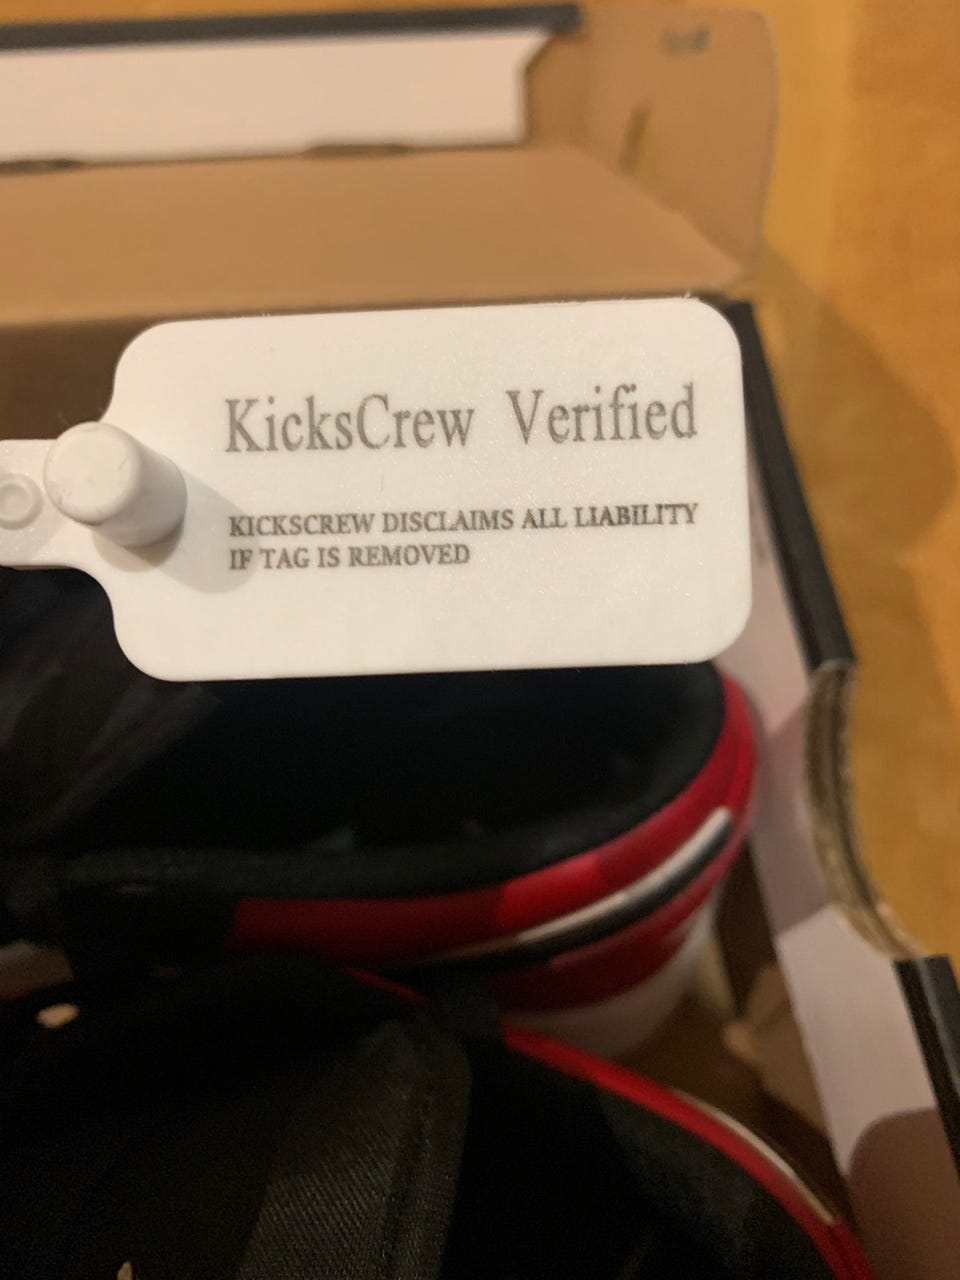 KicksCrew Verified
KICKSCREW DISCLAIMS ALL LIABILITY
IF TAG IS REMOVED